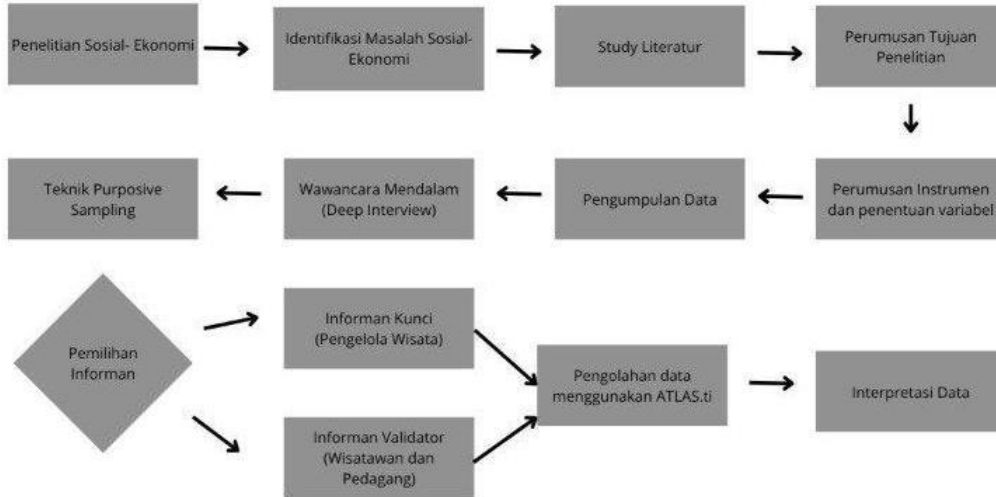 Penelitian Sosial- Ekonomi
Identifikasi Masalah Sosial-
Ekonomi
Study Literatur
Perumusan Tujuan
Penelitian
Teknik Purposive
Sampling
Wawancara Mendalam
(Deep Interview)
Pengumpulan Data
Perumusan Instrumen
dan penentuan variabel
Pemilihan
Informan
Informan Kunci
(Pengelola Wisata)
Informan Validator
(Wisatawan dan
Pedagang)
Pengolahan data
menggunakan ATLAS.ti
Interpretasi Data